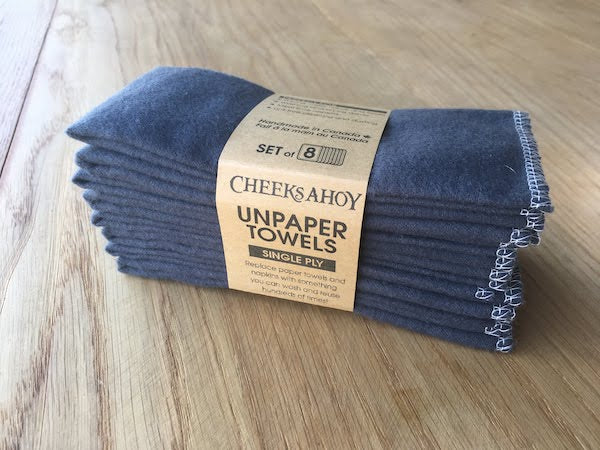 Handmade in Canada
Fait à la main au Canada
SET of 8
CHEEKS AHOY
UNPAPER
TOWELS
SINGLE PLY
Replace paper towels and
napkins with something
you can wash and reuse
hundreds of times!